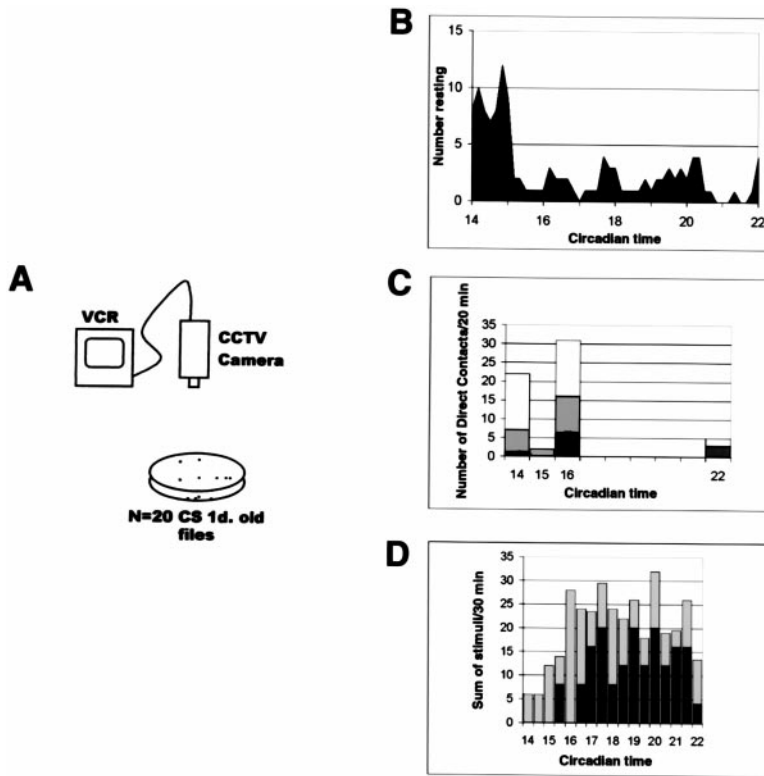 A
VCR
CCTV
Camera
N=20 CS 1d. old
files
B
Number resting
15
10
5
0
14 16 18 20 22
Circadian time
C
Number of Direct Contacts/20 min
35
30
25
20
15
10
5
0
14 15 16 22
Circadian time
D
Sum of stimuli/30 min
35
30
25
20
15
10
5
0
14 15 16 17 18 19 20 21 22
Circadian time